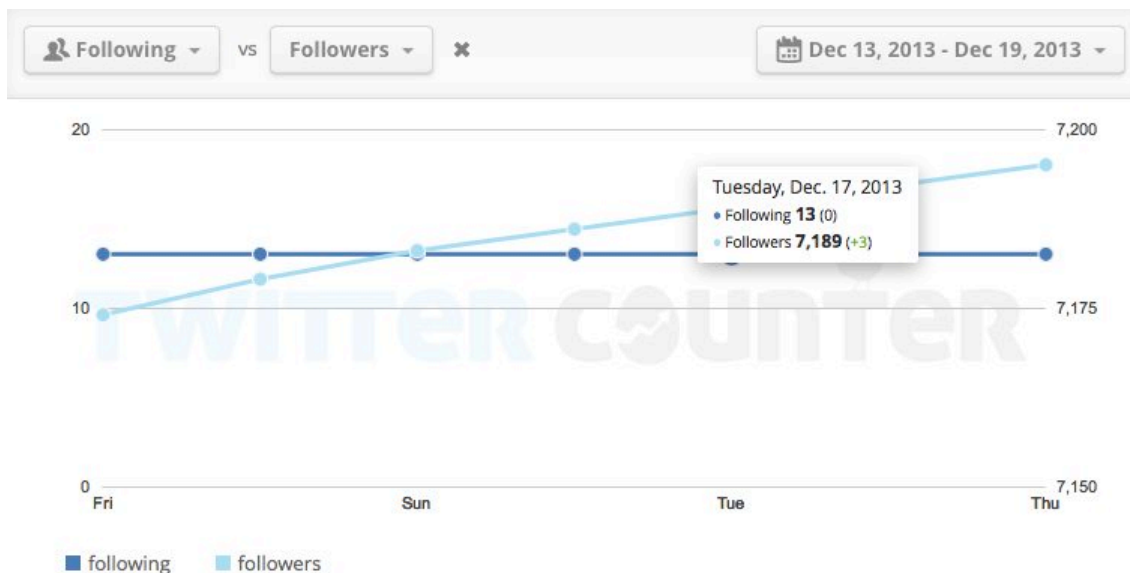 Following vs Followers Dec 13, 2013 - Dec 19, 2013
20 7,200
Tuesday, Dec. 17, 2013
• Following 13 (0)
• Followers 7,189 (+3)
10 7,175
TWITTER COUNTER
0 7,150
Fri Sun Tue Thu
following followers